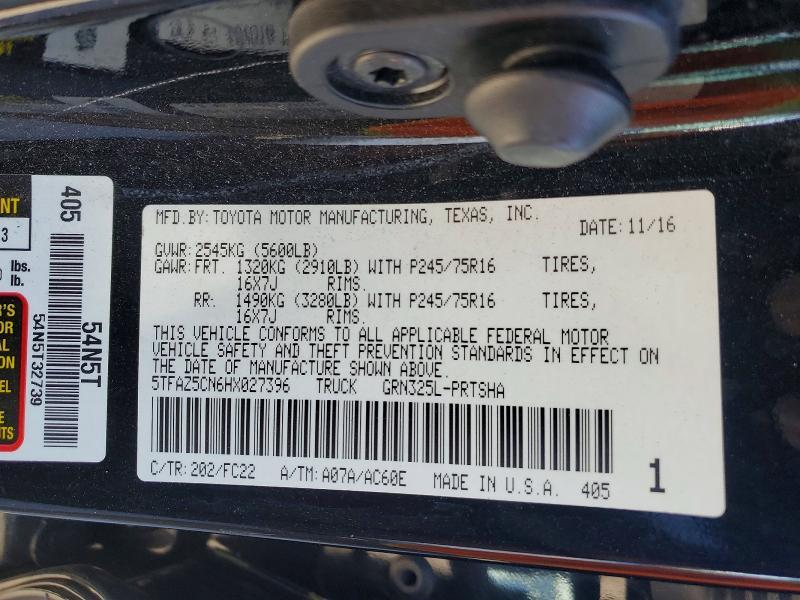 MFD.BY: TOYOTA MOTOR MANUFACTURING, TEXAS, INC. DATE: 11/16
GVWR: 2545KG (5600LB)
GAWR: FRT. 1320KG (2910LB) WITH P245/75R16 TIRES,
16X7J RIMS.
RR. 1490KG (3280LB) WITH P245/75R16 TIRES,
16X7J RIMS.
THIS VEHICLE CONFORMS TO ALL APPLICABLE FEDERAL MOTOR
VEHICLE SAFETY AND THEFT PREVENTION STANDARDS IN EFFECT ON
THE DATE OF MANUFACTURE SHOWN ABOVE.
5TFAZ5CN6HX027396 TRUCK GRN325L-PRTSHA
C/TR: 202/FC22 A/TM: A07A/AC60E MADE IN U.S.A. 405 1
405
54N5T
54N5T32739
3
lbs.
lb.